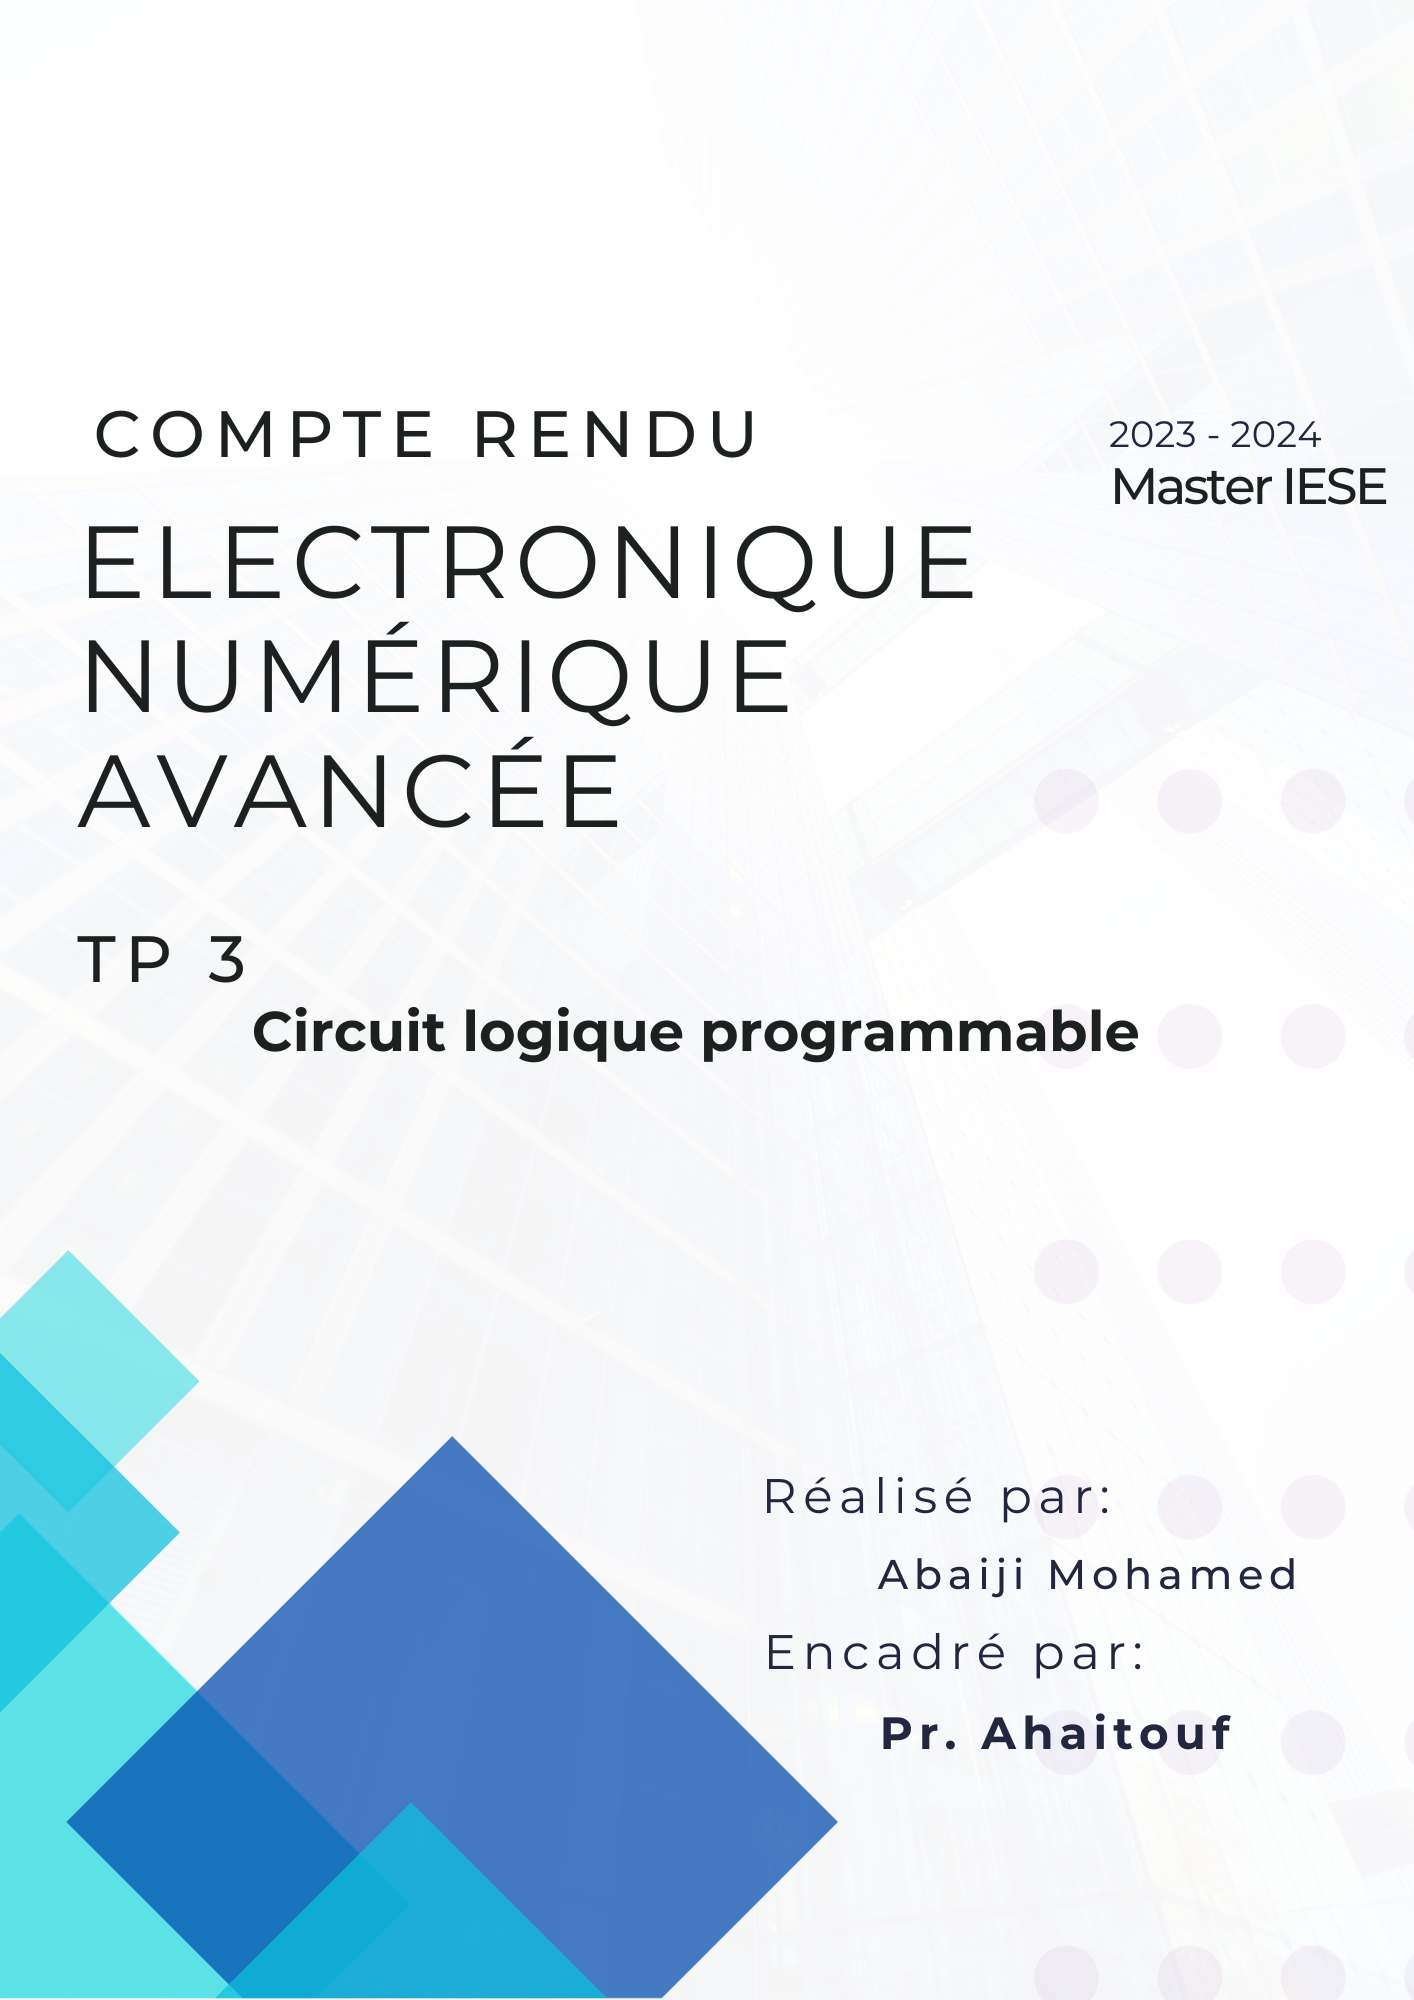 COMPTE RENDU
2023 - 2024
Master IESE
ELECTRONIQUE
NUMÉRIQUE
AVANCÉE
TP 3
Circuit logique programmable
Réalisé par:
Abaiji Mohamed
Encadré par:
Pr. Ahaitouf